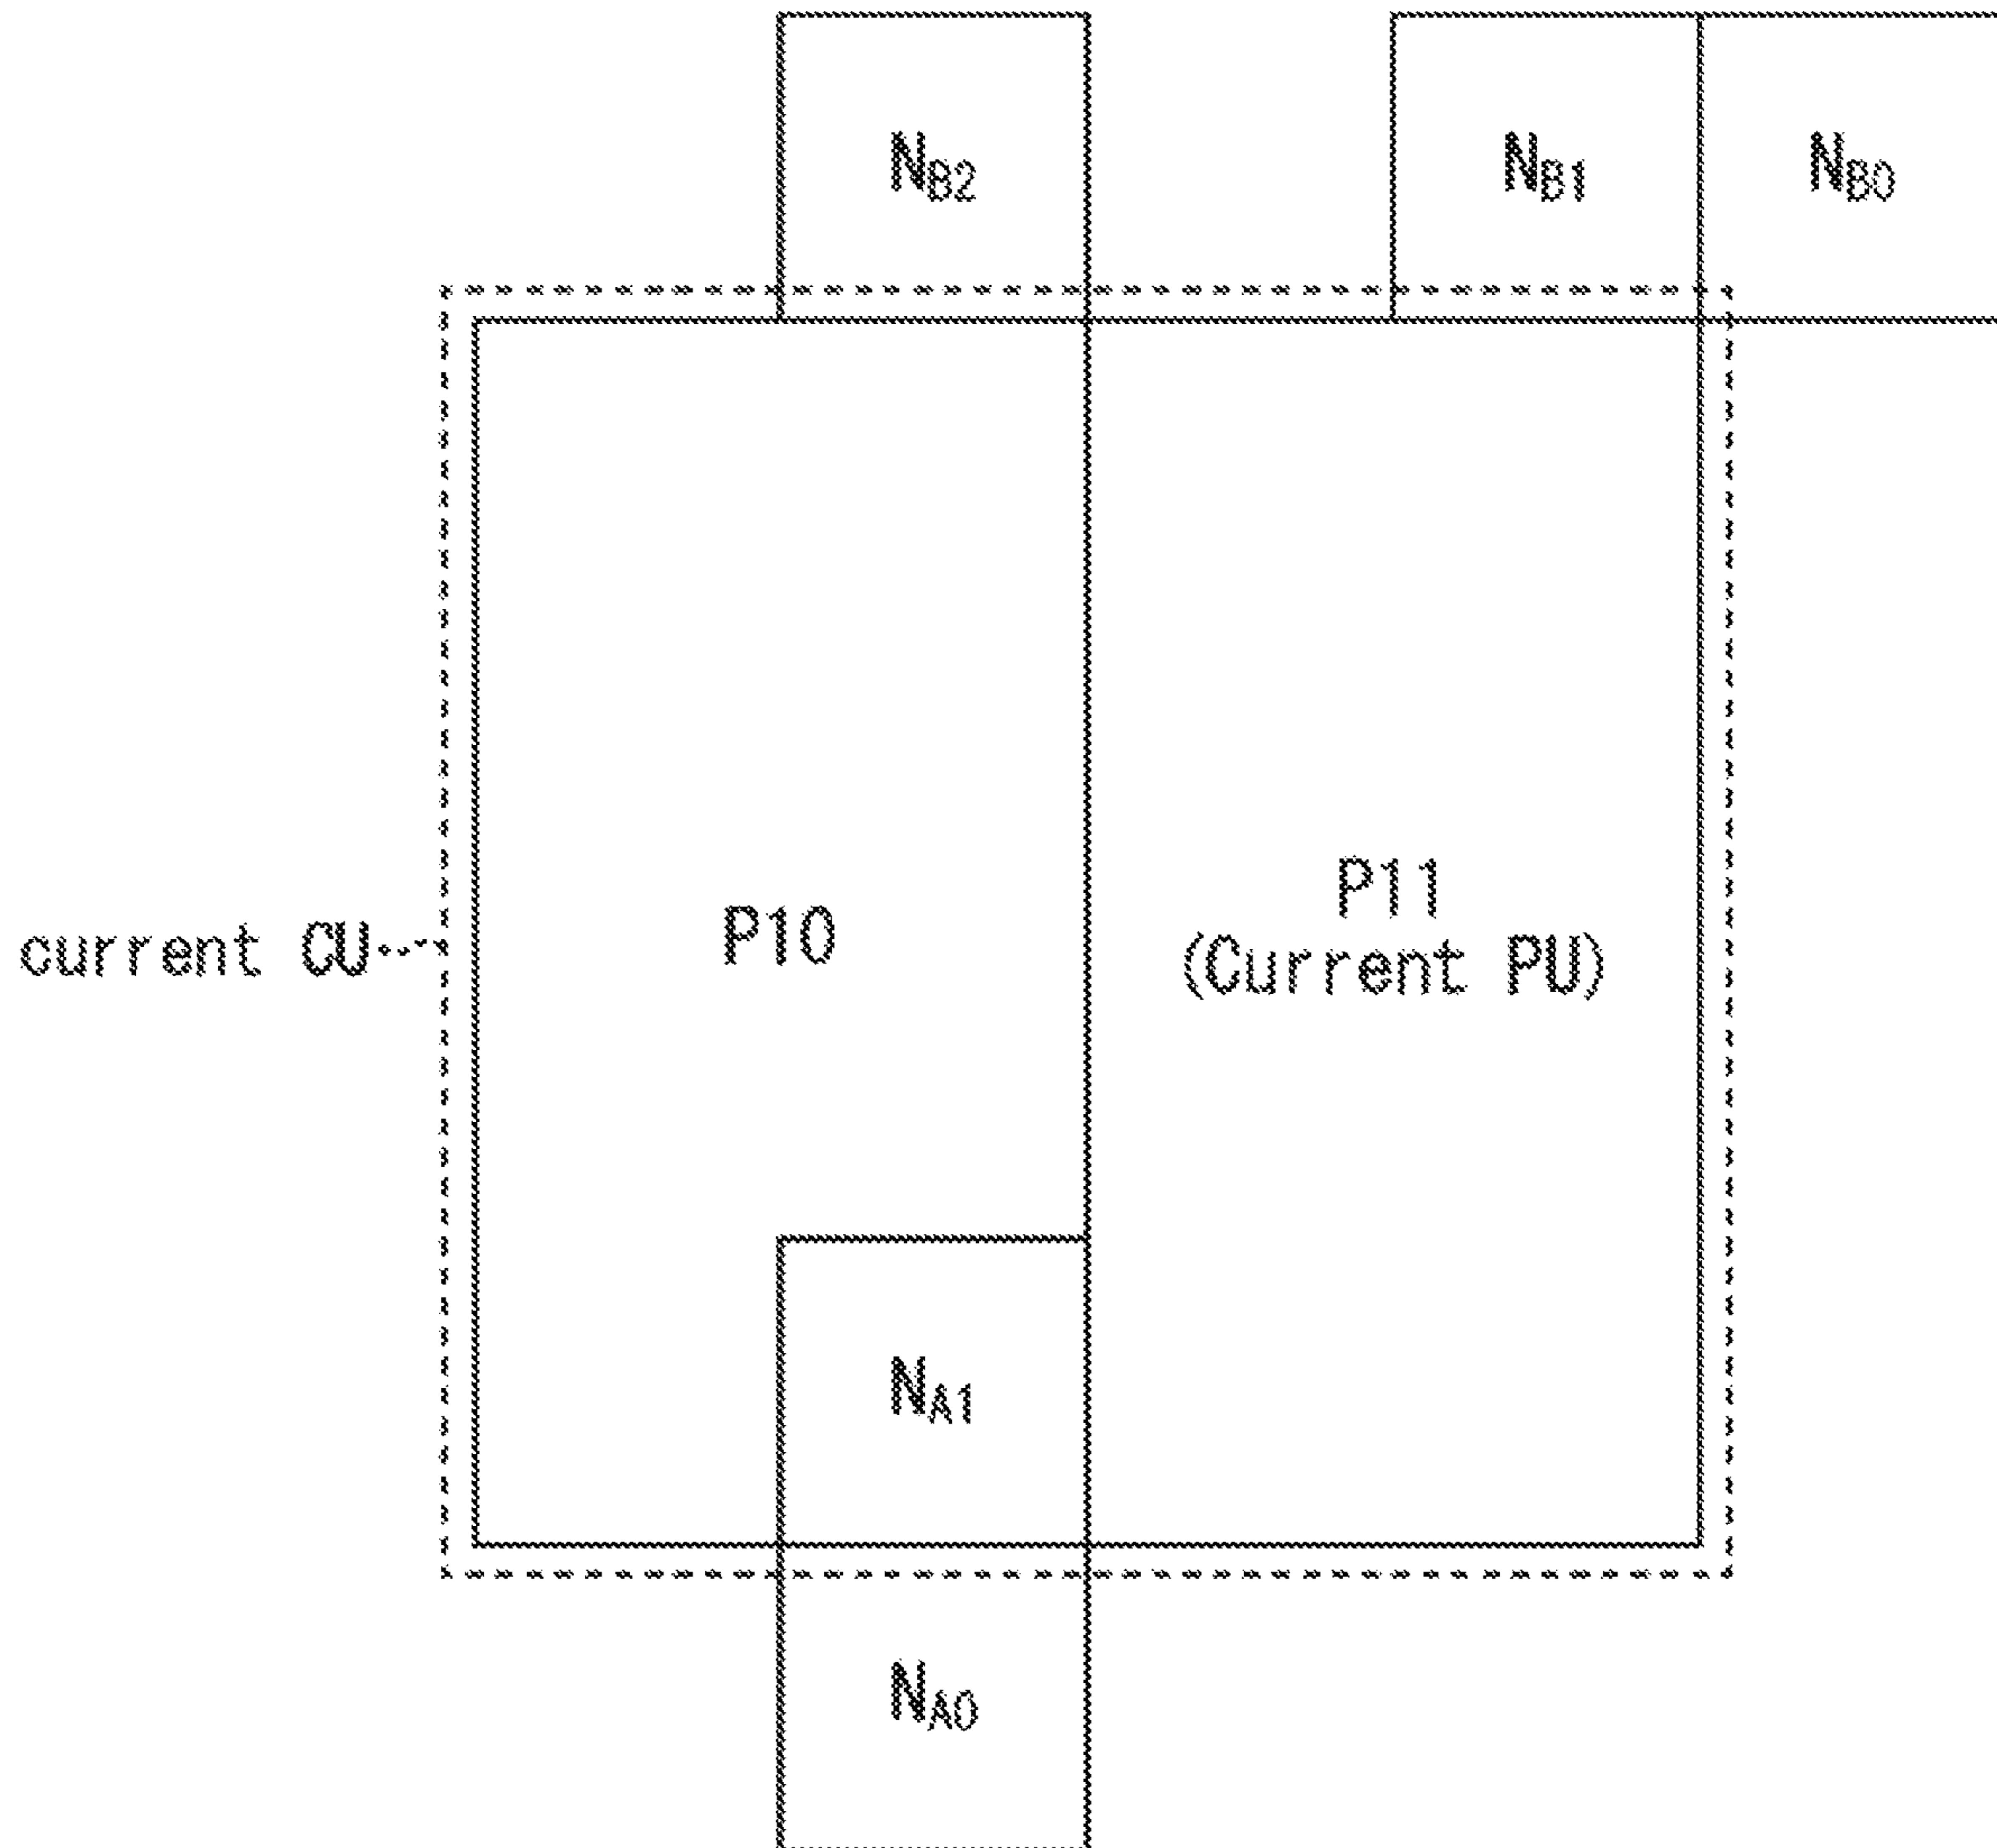 NB2
NB1
NB0
current CU
P10
P11
(Current PU)
NA1
NA0